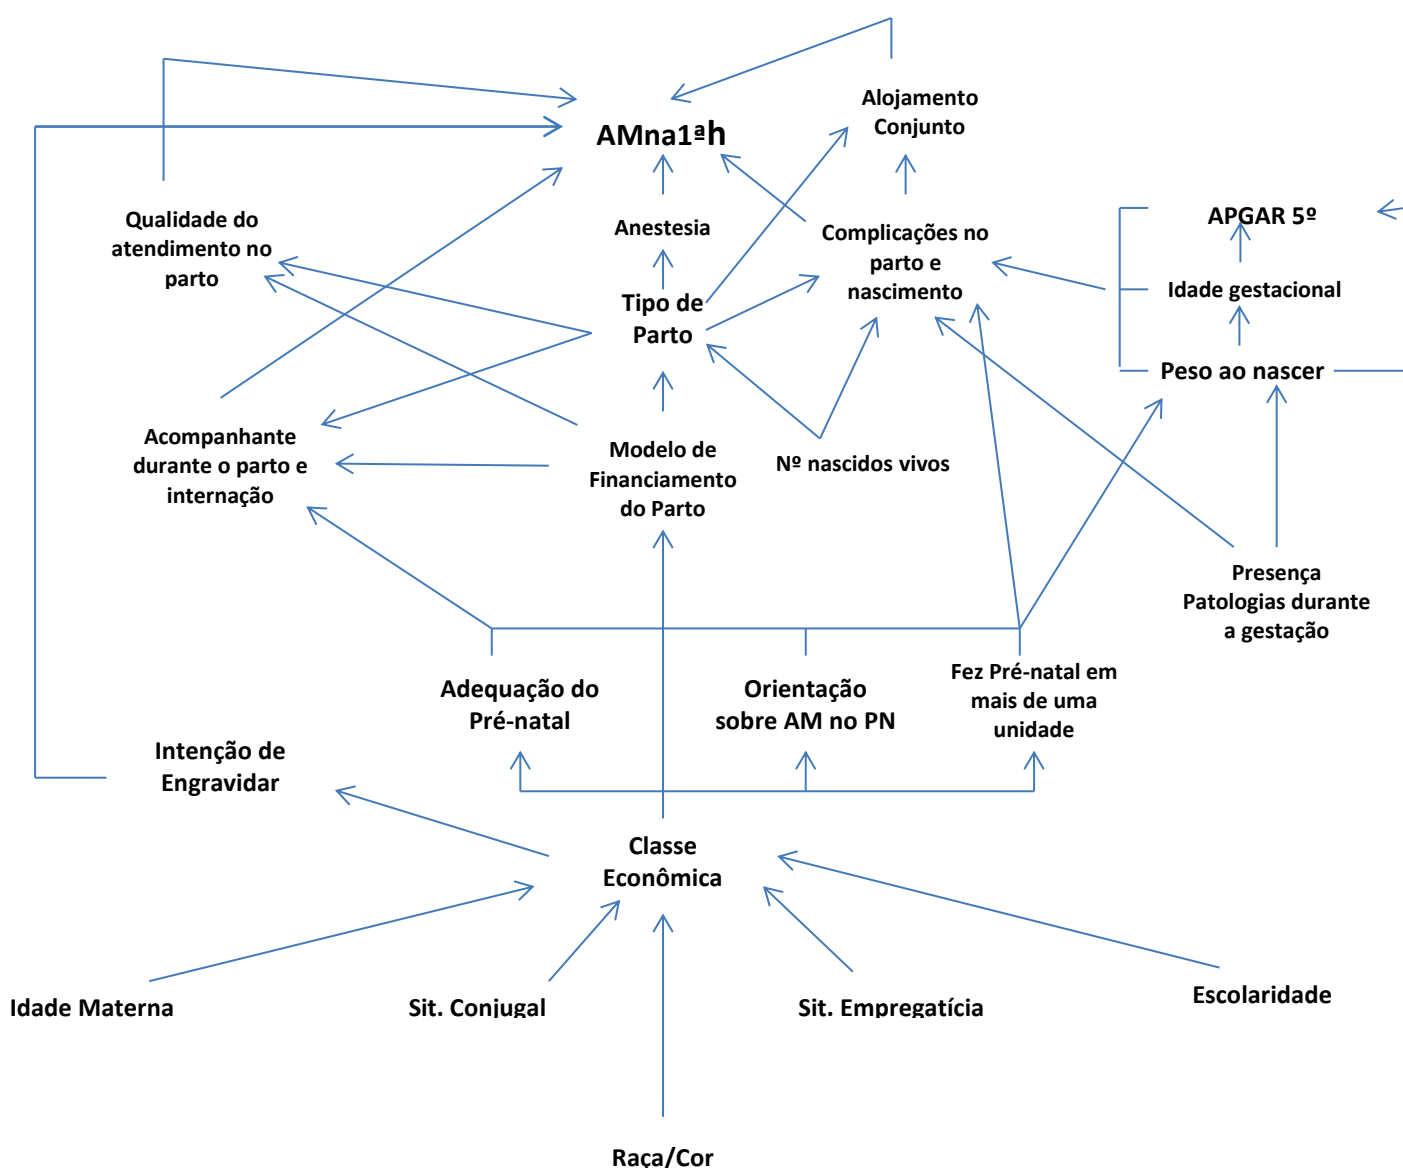 Alojamento
Conjunto
AMna1ªh
Qualidade do
atendimento no
parto
Anestesia
Complicações no
parto e
nascimento
APGAR 5º
Idade gestacional
Tipo de
Parto
Peso ao nascer
Acompanhante
durante o parto e
internação
Modelo de
Financiamento
do Parto
Nº nascidos vivos
Presença
Patologias durante
a gestação
Adequação do
Pré-natal
Orientação
sobre AM no PN
Fez Pré-natal em
mais de uma
unidade
Intenção de
Engravidar
Classe
Econômica
Idade Materna
Sit. Conjugal
Sit. Empregatícia
Escolaridade
Raça/Cor